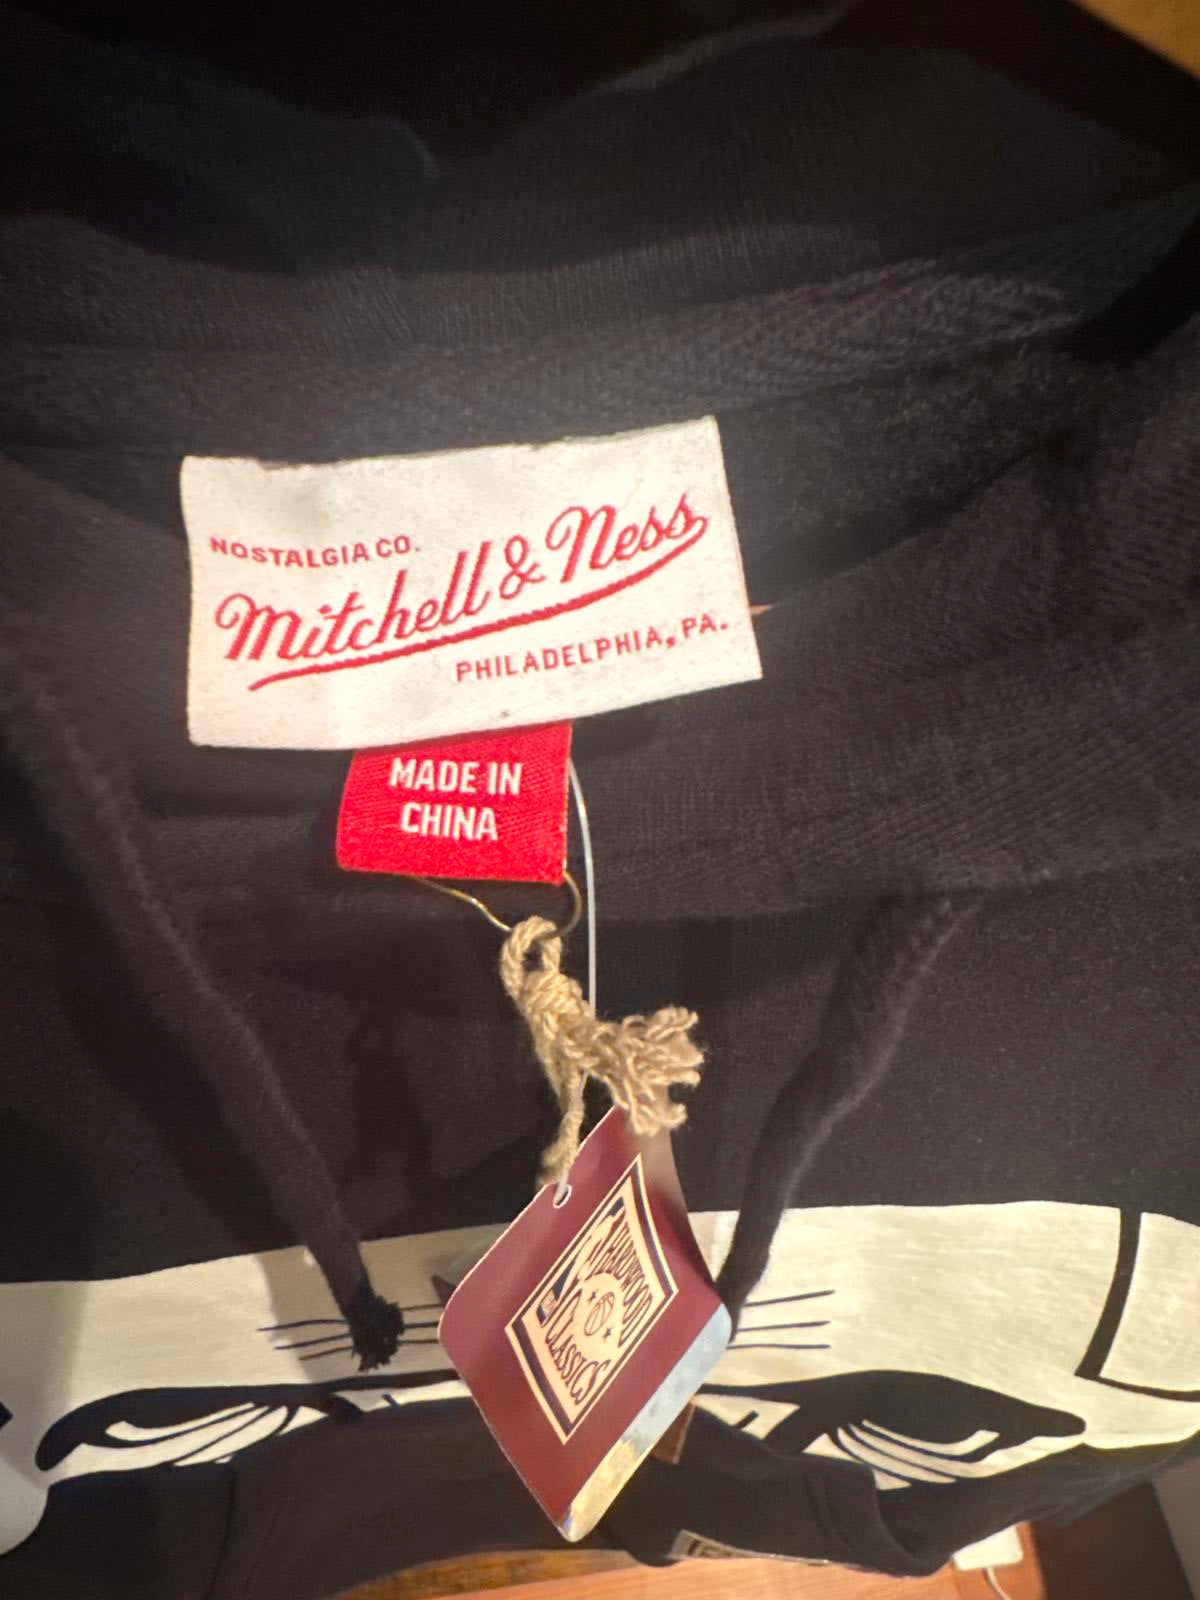 NOSTALGIA CO.
Mitchell & Ness
PHILADELPHIA, PA.
MADE IN
CHINA
HARDWOOD
CLASSICS